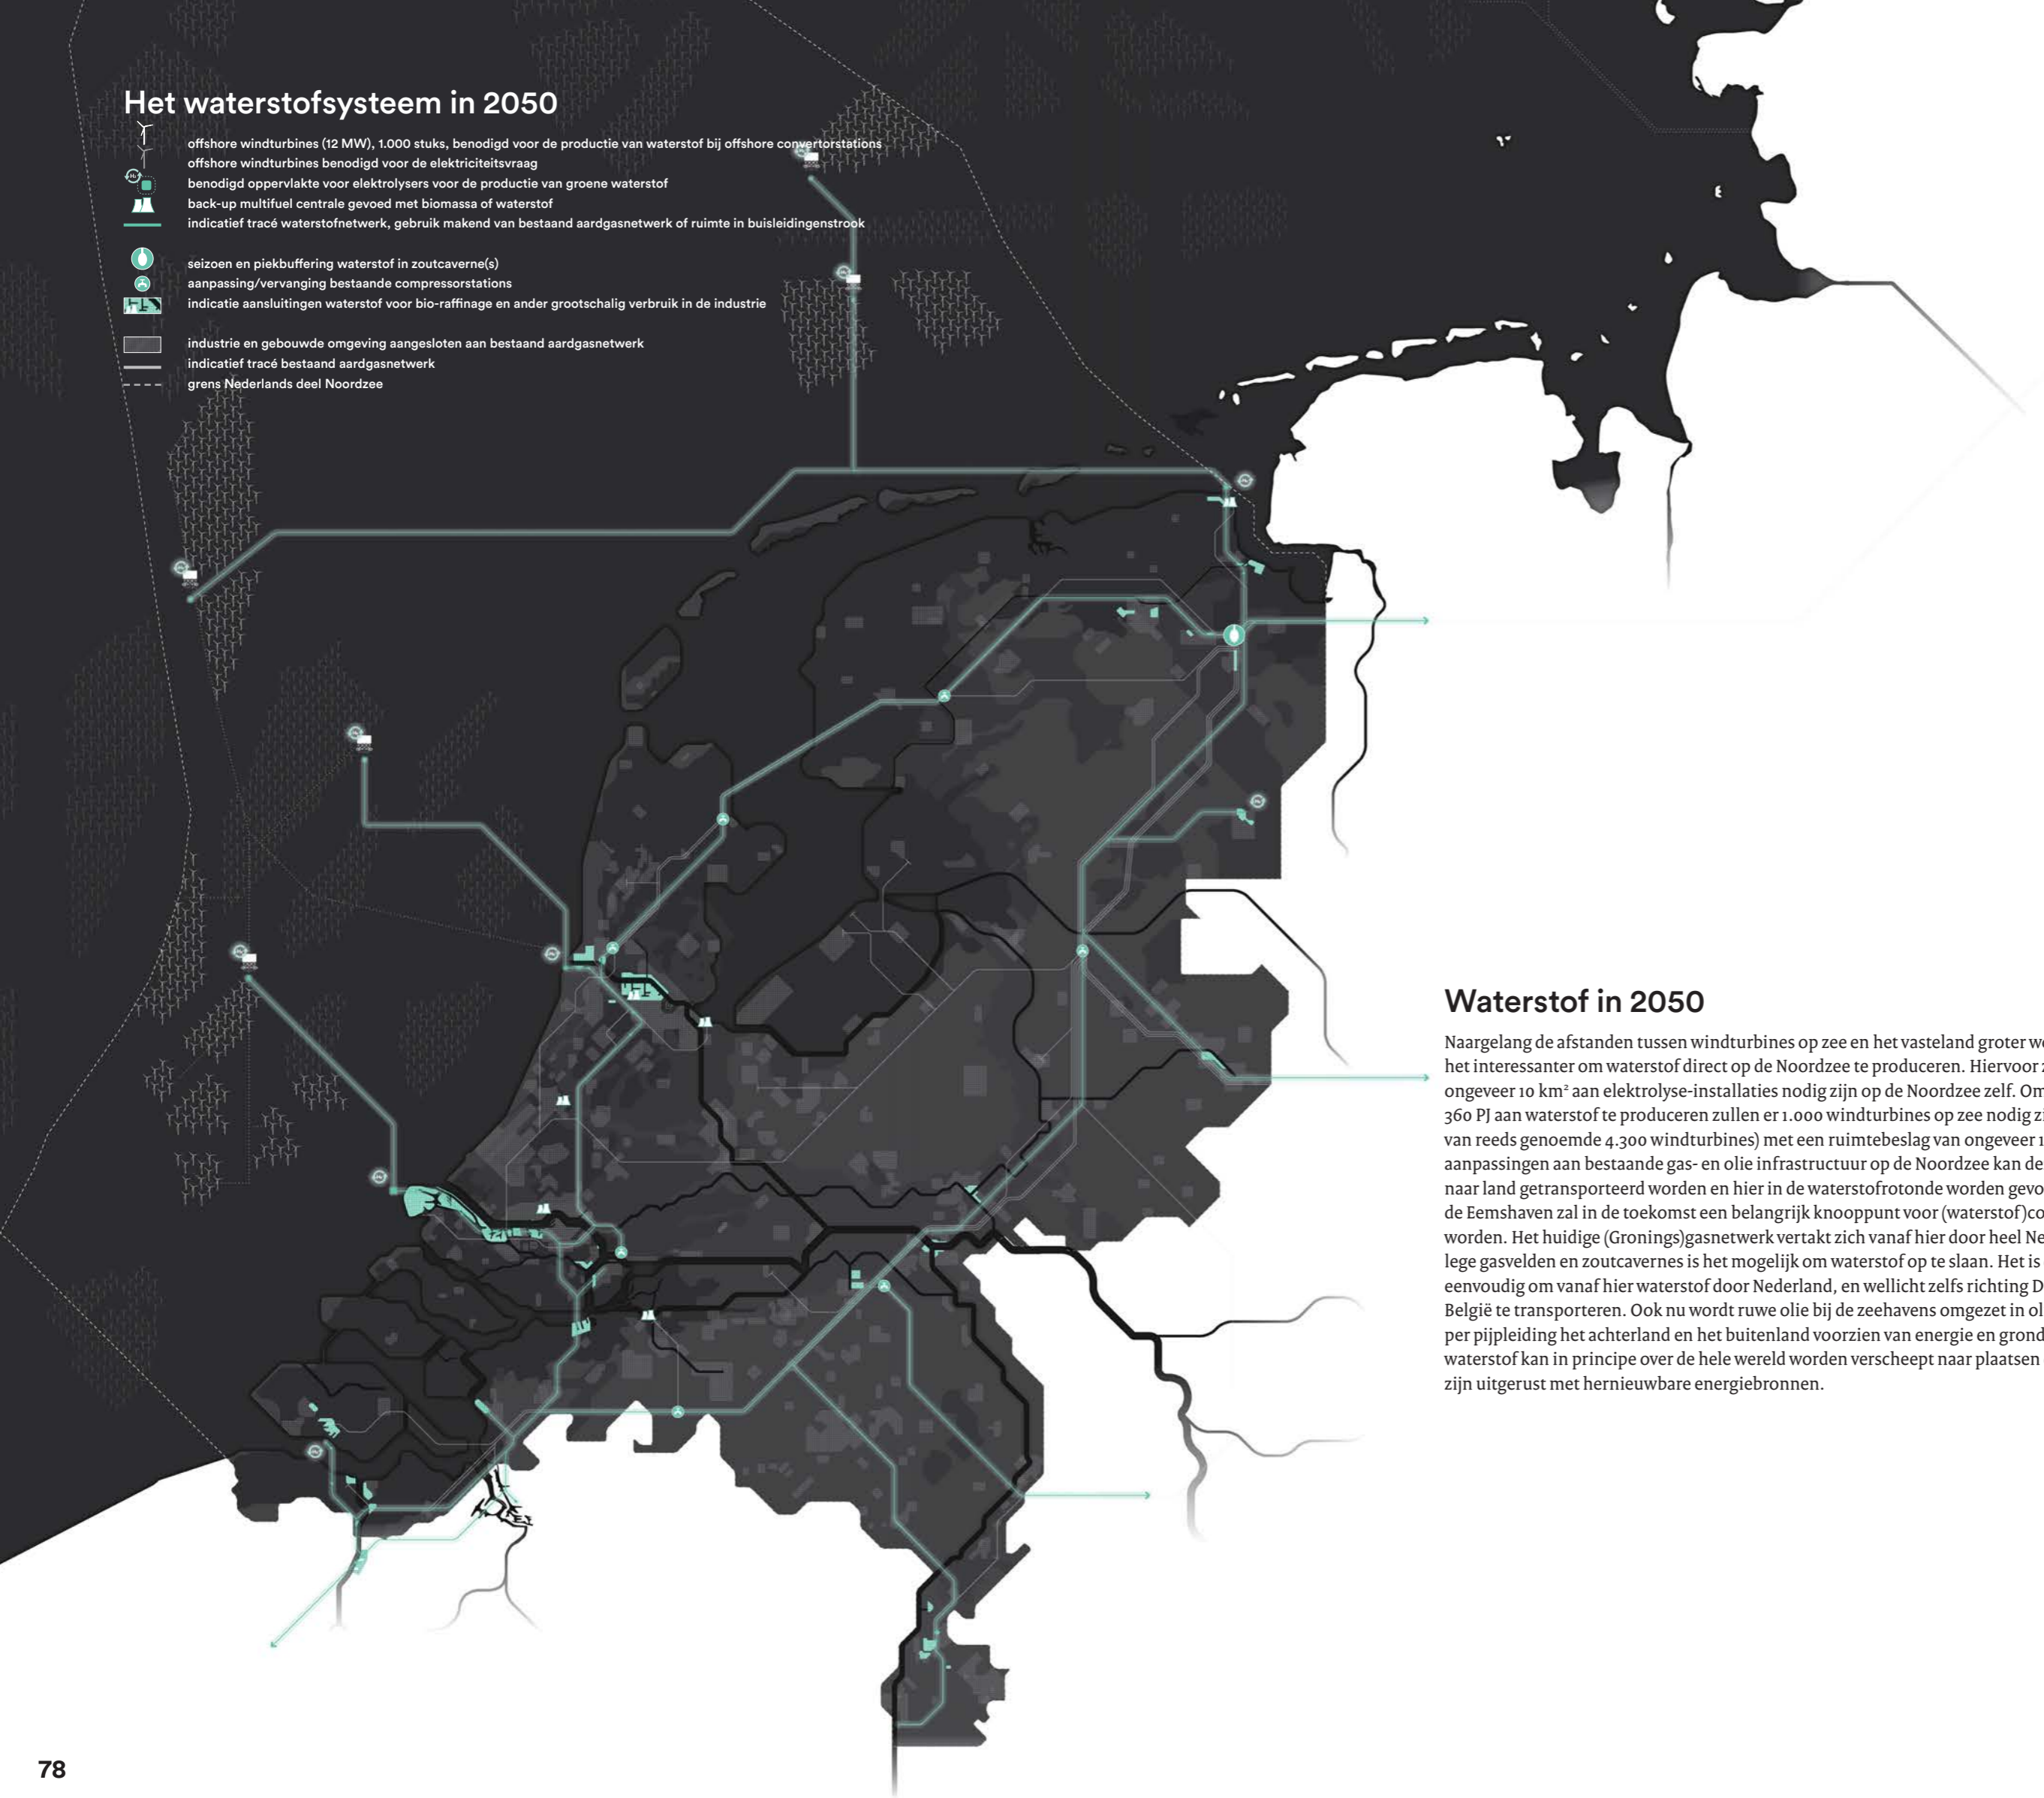 Het waterstofsysteem in 2050
offshore windturbines (12 MW), 1.000 stuks, benodigd voor de productie van waterstof bij offshore convertorstations
offshore windturbines benodigd voor de elektriciteitsvraag
benodigd oppervlakte voor elektrolysers voor de productie van groene waterstof
back-up multifuel centrale gevoed met biomassa of waterstof
indicatief tracé waterstofnetwerk, gebruik makend van bestaand aardgasnetwerk of ruimte in buisleidingenstrook
seizoen en piekbuffering waterstof in zoutcaverne(s)
aanpassing/vervanging bestaande compressorstations
indicatie aansluitingen waterstof voor bio-raffinage en ander grootschalig verbruik in de industrie
industrie en gebouwde omgeving aangesloten aan bestaand aardgasnetwerk
indicatief tracé bestaand aardgasnetwerk
grens Nederlands deel Noordzee
Waterstof in 2050
Naargelang de afstanden tussen windturbines op zee en het vasteland groter
het interessanter om waterstof direct op de Noordzee te produceren. Hiervoor
ongeveer 10 km² aan elektrolyse-installaties nodig zijn op de Noordzee zelf.
360 PJ aan waterstof te produceren zullen er 1.000 windturbines op zee nodig
van reeds genoemde 4.300 windturbines) met een ruimtebeslag van ongeveer
aanpassingen aan bestaande gas- en olie infrastructuur op de Noordzee kan de
naar land getransporteerd worden en hier in de waterstofrotonde worden
de Eemshaven zal in de toekomst een belangrijk knooppunt voor
worden. Het huidige (Gronings)gasnetwerk vertakt zich vanaf hier door heel
lege gasvelden en zoutcavernes is het mogelijk om waterstof op te slaan. Het is
eenvoudig om vanaf hier waterstof door Nederland, en wellicht zelfs richting
België te transporteren. Ook nu wordt ruwe olie bij de zeehavens omgezet in
per pijpleiding het achterland en het buitenland voorzien van energie en
waterstof kan in principe over de hele wereld worden verscheept naar plaatsen
zijn uitgerust met hernieuwbare energiebronnen.
78